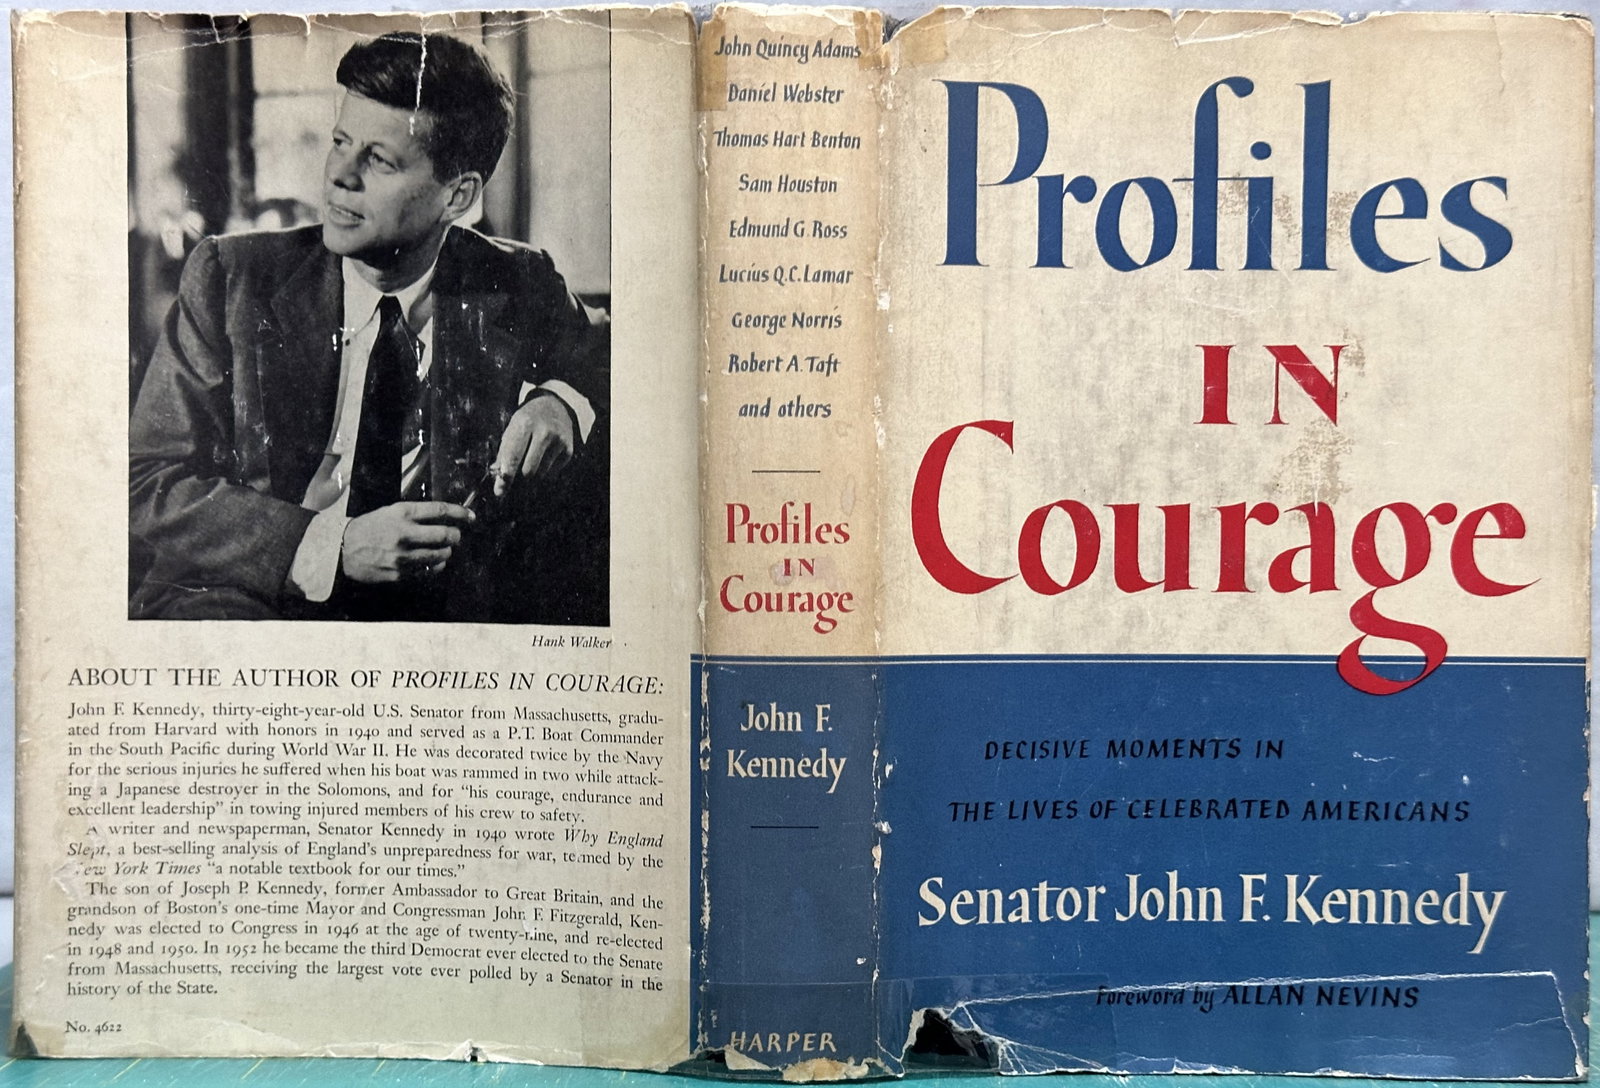 Hank Walker
ABOUT THE AUTHOR OF PROFILES IN COURAGE:
John F. Kennedy, thirty-eight-year-old U.S. Senator from Massachusetts, gradu-
ated from Harvard with honors in 1940 and served as a P.T. Boat Commander
in the South Pacific during World War II. He was decorated twice by the Navy
for the serious injuries he suffered when his boat was rammed in two while attack-
ing a Japanese destroyer in the Solomons, and for "his courage, endurance and
excellent leadership" in towing injured members of his crew to safety.
A writer and newspaperman, Senator Kennedy in 1940 wrote Why England
Slept, a best-selling analysis of England's unpreparedness for war, termed by the
New York Times "a notable textbook for our times."
The son of Joseph P. Kennedy, former Ambassador to Great Britain, and the
grandson of Boston's one-time Mayor and Congressman John F. Fitzgerald, Ken-
nedy was elected to Congress in 1946 at the age of twenty-nine, and re-elected
in 1948 and 1950. In 1952 he became the third Democrat ever elected to the Senate
from Massachusetts, receiving the largest vote ever polled by a Senator in the
history of the State.
No. 4622
John Quincy Adams
Daniel Webster
Thomas Hart Benton
Sam Houston
Edmund G. Ross
Lucius Q.C. Lamar
George Norris
Robert A. Taft
and others
Profiles
IN
Courage
John F.
Kennedy
HARPER
Profiles
IN
Courage
DECISIVE MOMENTS IN
THE LIVES OF CELEBRATED AMERICANS
Senator John F. Kennedy
Foreword by ALLAN NEVINS